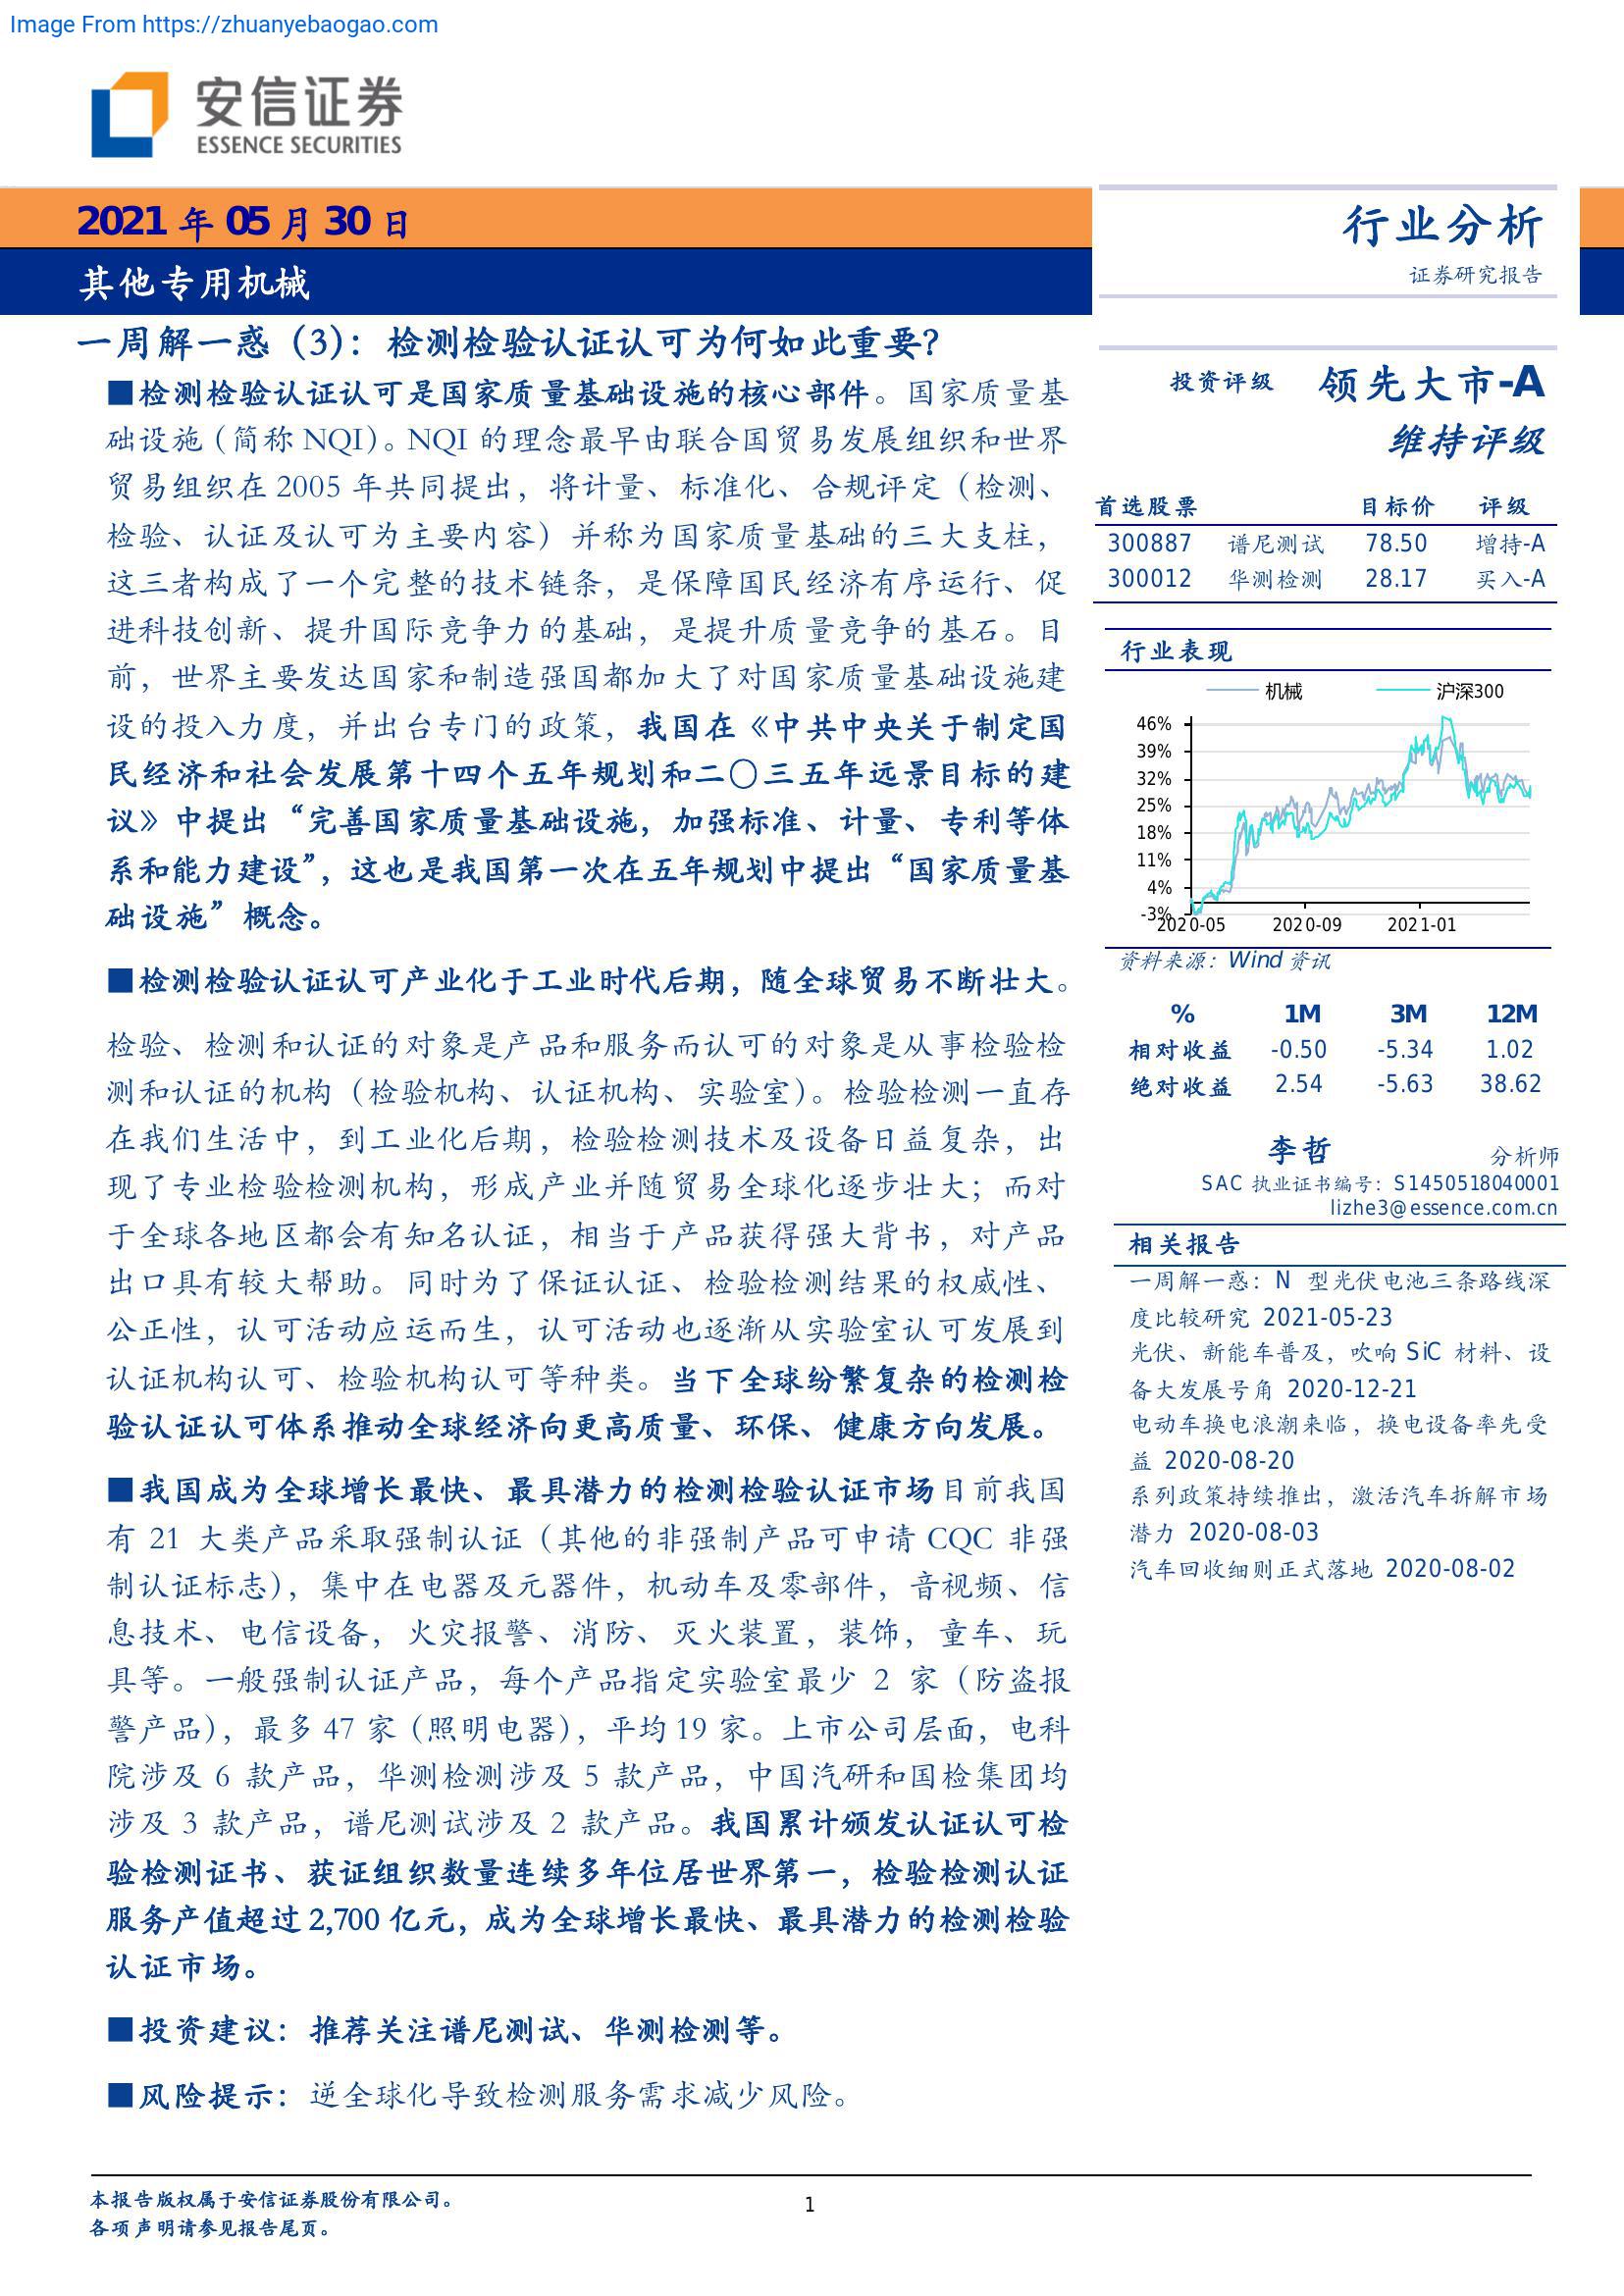 Image From https://zhuanyebaogao.com
安信证券
ESSENCE SECURITIES
2021 年 05 月 30 日
其他专用机械
行业分析
证券研究报告
一周解一惑（3）：检测检验认证认可为何如此重要？
■检测检验认证认可是国家质量基础设施的核心部件。国家质量基
础设施（简称 NQI）。NQI 的理念最早由联合国贸易发展组织和世界
贸易组织在 2005 年共同提出，将计量、标准化、合规评定（检测、
检验、认证及认可为主要内容）并称为国家质量基础的三大支柱，
这三者构成了一个完整的技术链条，是保障国民经济有序运行、促
进科技创新、提升国际竞争力的基础，是提升质量竞争的基石。目
前，世界主要发达国家和制造强国都加大了对国家质量基础设施建
设的投入力度，并出台专门的政策，我国在《中共中央关于制定国
民经济和社会发展第十四个五年规划和二〇三五年远景目标的建
议》中提出“完善国家质量基础设施，加强标准、计量、专利等体
系和能力建设”，这也是我国第一次在五年规划中提出“国家质量基
础设施”概念。
■检测检验认证认可产业化于工业时代后期，随全球贸易不断壮大。
检验、检测和认证的对象是产品和服务而认可的对象是从事检验检
测和认证的机构（检验机构、认证机构、实验室）。检验检测一直存
在我们生活中，到工业化后期，检验检测技术及设备日益复杂，出
现了专业检验检测机构，形成产业并随贸易全球化逐步壮大；而对
于全球各地区都会有知名认证，相当于产品获得强大背书，对产品
出口具有较大帮助。同时为了保证认证、检验检测结果的权威性、
公正性，认可活动应运而生，认可活动也逐渐从实验室认可发展到
认证机构认可、检验机构认可等种类。当下全球纷繁复杂的检测检
验认证认可体系推动全球经济向更高质量、环保、健康方向发展。
■我国成为全球增长最快、最具潜力的检测检验认证市场目前我国
有 21 大类产品采取强制认证（其他的非强制产品可申请 CQC 非强
制认证标志），集中在电器及元器件，机动车及零部件，音视频、信
息技术、电信设备，火灾报警、消防、灭火装置，装饰，童车、玩
具等。一般强制认证产品，每个产品指定实验室最少 2 家（防盗报
警产品），最多 47 家（照明电器），平均 19 家。上市公司层面，电科
院涉及 6 款产品，华测检测涉及 5 款产品，中国汽研和国检集团均
涉及 3 款产品，谱尼测试涉及 2 款产品。我国累计颁发认证认可检
验检测证书、获证组织数量连续多年位居世界第一，检验检测认证
服务产值超过 2,700 亿元，成为全球增长最快、最具潜力的检测检验
认证市场。
■投资建议：推荐关注谱尼测试、华测检测等。
■风险提示：逆全球化导致检测服务需求减少风险。
投资评级 领先大市-A
维持评级
首选股票 目标价 评级
300887 谱尼测试 78.50 增持-A
300012 华测检测 28.17 买入-A
行业表现
机械 沪深300
46%
39%
32%
25%
18%
11%
4%
-3%
2020-05 2020-09 2021-01
资料来源：Wind 资讯
% 1M 3M 12M
相对收益 -0.50 -5.34 1.02
绝对收益 2.54 -5.63 38.62
李哲 分析师
SAC 执业证书编号：S1450518040001
lizhe3@essence.com.cn
相关报告
一周解一惑：N 型光伏电池三条路线深
度比较研究 2021-05-23
光伏、新能车普及，吹响 SiC 材料、设
备大发展号角 2020-12-21
电动车换电浪潮来临，换电设备率先受
益 2020-08-20
系列政策持续推出，激活汽车拆解市场
潜力 2020-08-03
汽车回收细则正式落地 2020-08-02
本报告版权属于安信证券股份有限公司。
各项声明请参见报告尾页。
1